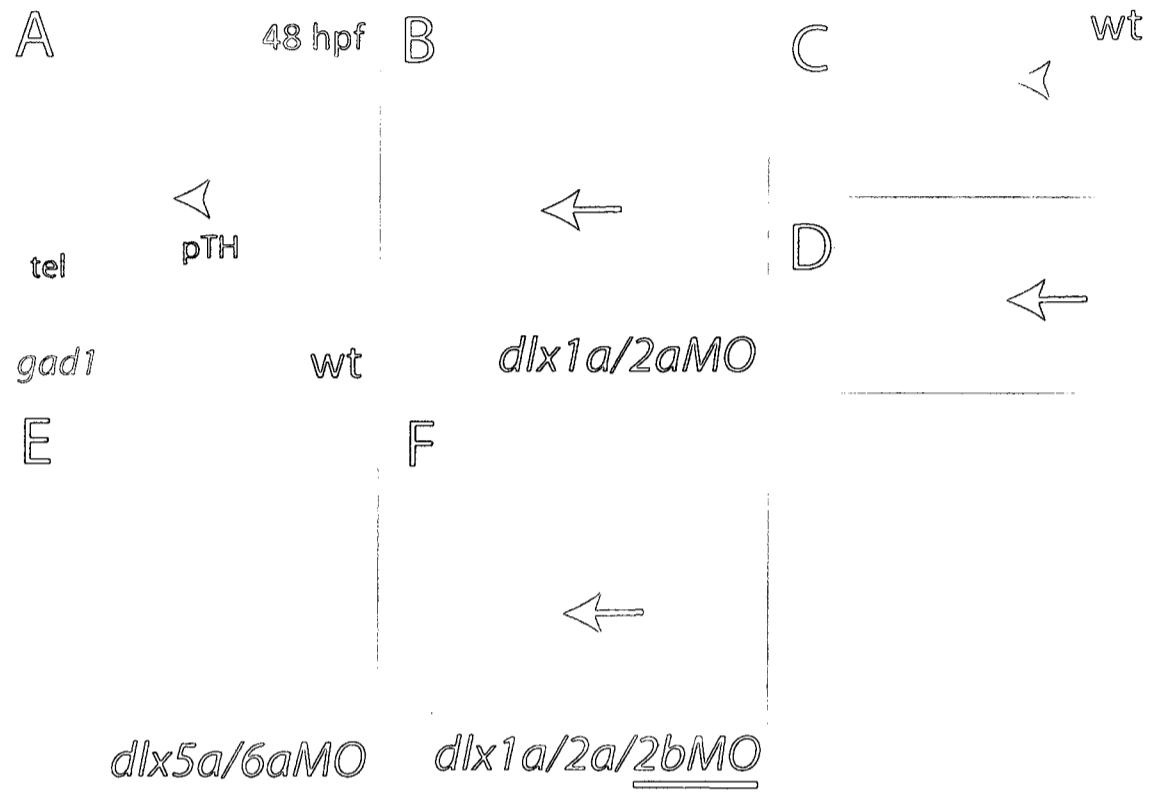 A
48 hpf
B
C
wt
pTH
tel
D
gad1
wt
dlx1a/2aMO
E
F
dlx5a/6aMO
dlx1a/2a/2bMO